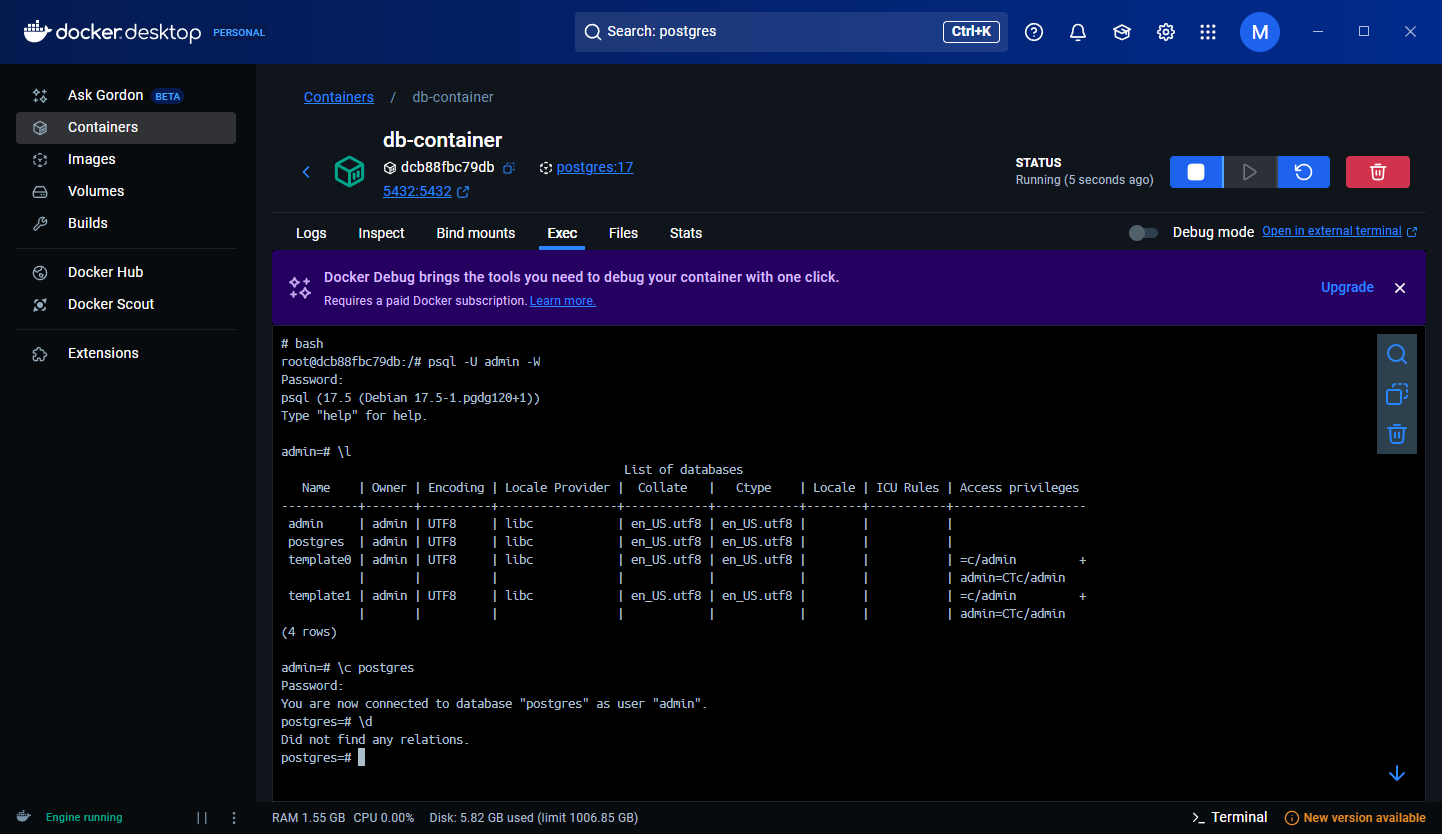 docker.desktop PERSONAL
Search: postgres Ctrl+K
M
Ask Gordon BETA
Containers
Images
Volumes
Builds
Docker Hub
Docker Scout
Extensions
Containers / db-container
db-container
dcb88fbc79db postgres:17
5432:5432
STATUS
Running (5 seconds ago)
Logs Inspect Bind mounts Exec Files Stats
Debug mode Open in external terminal
Docker Debug brings the tools you need to debug your container with one click.
Requires a paid Docker subscription. Learn more.
Upgrade
# bash
root@dcb88fbc79db:/# psql -U admin -W
Password:
psql (17.5 (Debian 17.5-1.pgdg120+1))
Type "help" for help.
admin=# \l
                                                 List of databases
   Name    | Owner | Encoding | Locale Provider |  Collate   |   Ctype    | Locale | ICU Rules | Access privileges
-----------+-------+----------+-----------------+------------+------------+--------+-----------+-------------------
 admin     | admin | UTF8     | libc            | en_US.utf8 | en_US.utf8 |        |           |
 postgres  | admin | UTF8     | libc            | en_US.utf8 | en_US.utf8 |        |           |
 template0 | admin | UTF8     | libc            | en_US.utf8 | en_US.utf8 |        |           | =c/admin         +
           |       |          |                 |            |            |        |           | admin=CTc/admin
 template1 | admin | UTF8     | libc            | en_US.utf8 | en_US.utf8 |        |           | =c/admin         +
           |       |          |                 |            |            |        |           | admin=CTc/admin
(4 rows)
admin=# \c postgres
Password:
You are now connected to database "postgres" as user "admin".
postgres=# \d
Did not find any relations.
postgres=#
Engine running
RAM 1.55 GB CPU 0.00% Disk: 5.82 GB used (limit 1006.85 GB)
>_ Terminal
New version available